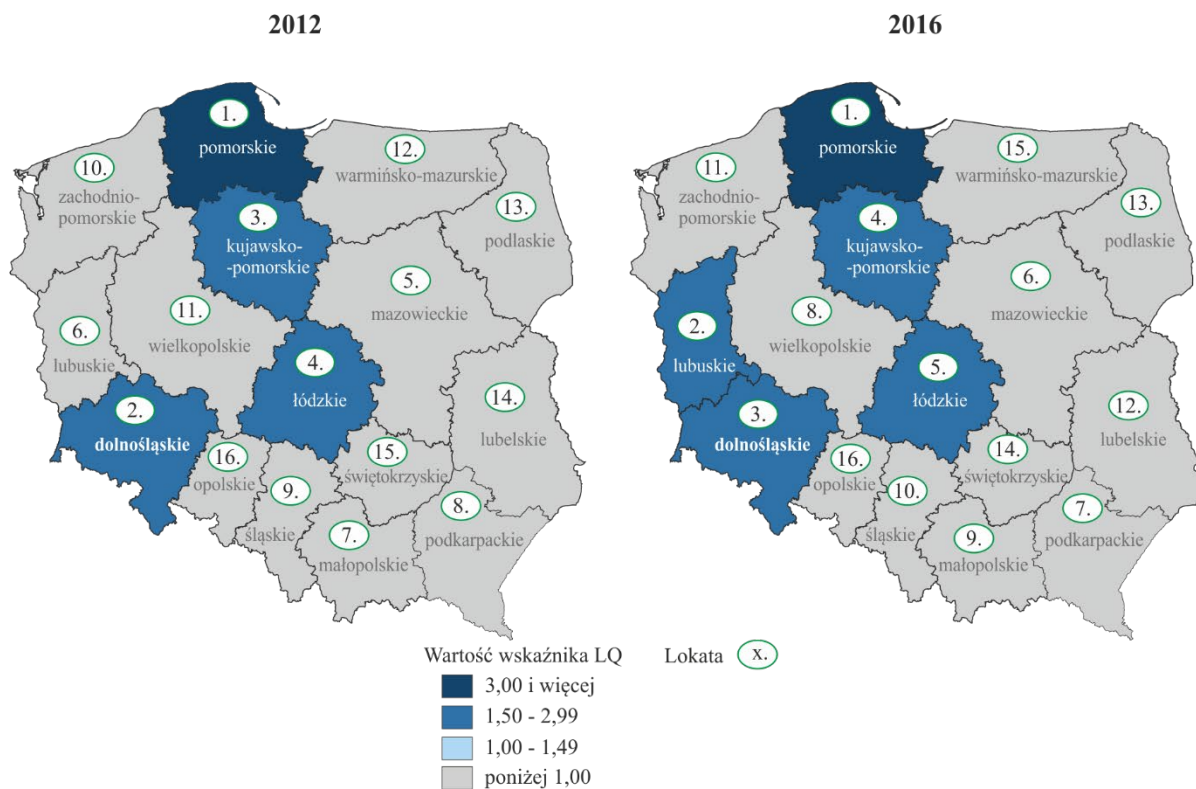 2012
1.
pomorskie
12.
warmińsko-mazurskie
10.
zachodnio-
pomorskie
13.
podlaskie
3.
kujawsko-
-pomorskie
5.
mazowieckie
11.
wielkopolskie
6.
lubuskie
4.
łódzkie
2.
dolnośląskie
14.
lubelskie
16.
opolskie
15.
świętokrzyskie
9.
śląskie
8.
podkarpackie
7.
małopolskie
2016
1.
pomorskie
15.
warmińsko-mazurskie
11.
zachodnio-
pomorskie
13.
podlaskie
4.
kujawsko-
-pomorskie
6.
mazowieckie
8.
wielkopolskie
2.
lubuskie
5.
łódzkie
3.
dolnośląskie
12.
lubelskie
16.
opolskie
14.
świętokrzyskie
10.
śląskie
7.
podkarpackie
9.
małopolskie
Wartość wskaźnika LQ
3,00 i więcej
1,50 - 2,99
1,00 - 1,49
poniżej 1,00
Lokata x.